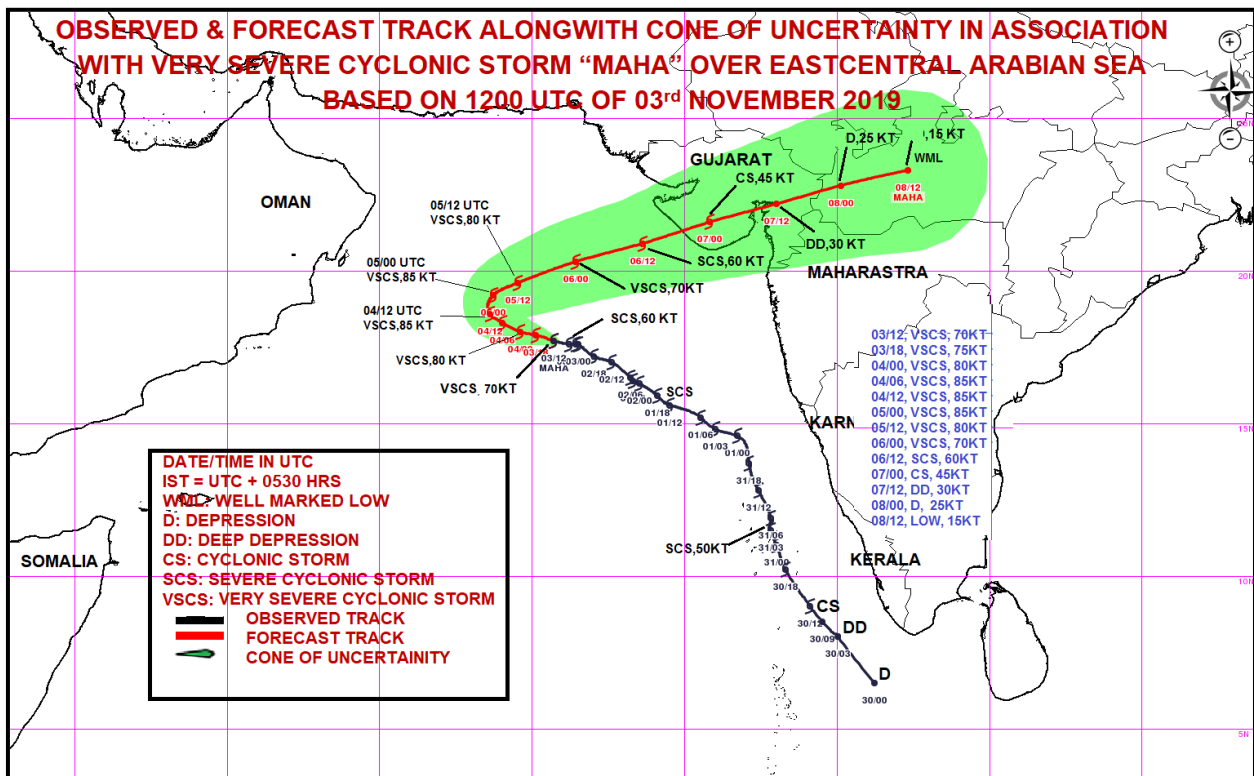 OBSERVED & FORECAST TRACK ALONGWITH CONE OF UNCERTAINTY IN ASSOCIATION
WITH VERY SEVERE CYCLONIC STORM “MAHA” OVER EASTCENTRAL ARABIAN SEA
BASED ON 1200 UTC OF 03rd NOVEMBER 2019
D,25 KT
,15 KT
GUJARAT
WML
CS,45 KT
08/12
MAHA
08/00
OMAN
05/12 UTC
VSCS,80 KT
07/12
07/00
DD,30 KT
06/12
SCS,60 KT
05/00 UTC
VSCS,85 KT
MAHARASTRA
20N
06/00
VSCS,70KT
05/12
04/12 UTC
VSCS,85 KT
SCS,60 KT
04/12
04/06
VSCS,80 KT
03/12
MAHA
03/00
02/18
02/12
02/06
02/00
VSCS, 70KT
SCS
01/18
01/12
01/06
01/03
01/00
KARN
15N
03/12, VSCS, 70KT
03/18, VSCS, 75KT
04/00, VSCS, 80KT
04/06, VSCS, 85KT
04/12, VSCS, 85KT
05/00, VSCS, 85KT
05/12, VSCS, 80KT
06/00, VSCS, 70KT
06/12, SCS, 60KT
07/00, CS, 45KT
07/12, DD, 30KT
08/00, D, 25KT
08/12, LOW, 15KT
DATE/TIME IN UTC
IST = UTC + 0530 HRS
WML: WELL MARKED LOW
D: DEPRESSION
DD: DEEP DEPRESSION
CS: CYCLONIC STORM
SCS: SEVERE CYCLONIC STORM
VSCS: VERY SEVERE CYCLONIC STORM
OBSERVED TRACK
FORECAST TRACK
CONE OF UNCERTAINITY
31/18
31/12
31/06
SCS,50KT
31/03
31/00
30/18
SOMALIA
KERALA
10N
CS
30/12
DD
30/09
30/03
D
30/00
5N